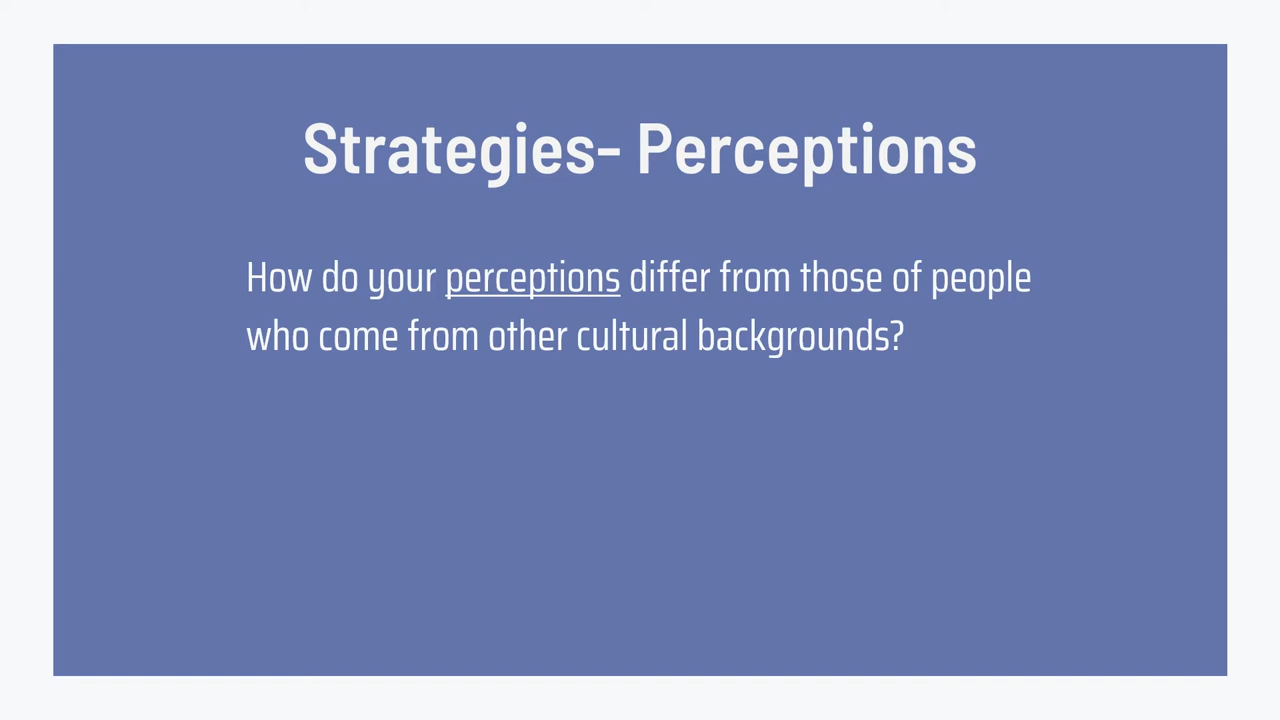 Strategies- Perceptions
How do your perceptions differ from those of people
who come from other cultural backgrounds?